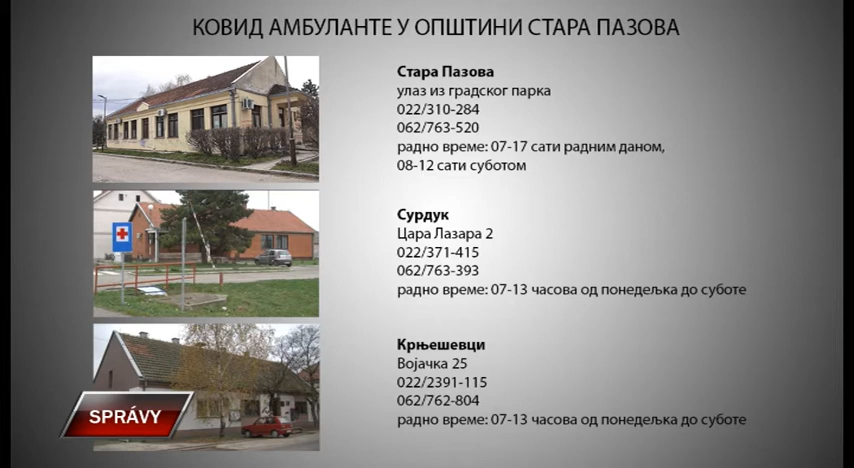 КОВИД АМБУЛАНТЕ У ОПШТИНИ СТАРА ПАЗОВА
Стара Пазова
улаз из градског парка
022/310-284
062/763-520
радно време: 07-17 сати радним даном,
08-12 сати суботом
Сурдук
Цара Лазара 2
022/371-415
062/763-393
радно време: 07-13 часова од понедељка до суботе
Крњешевци
Војачка 25
022/2391-115
062/762-804
радно време: 07-13 часова од понедељка до суботе
SPRÁVY